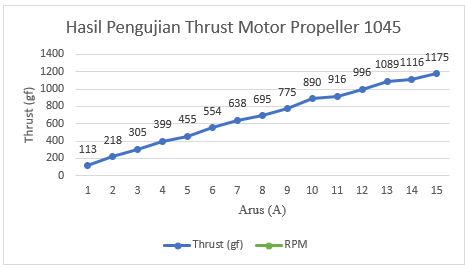 Hasil Pengujian Thrust Motor Propeller 1045
Thrust (gf)
1400
1200
1000
800
600
400
200
0
113 218 305 399 455 554 638 695 775 890 916 996 1089 1116 1175
1 2 3 4 5 6 7 8 9 10 11 12 13 14 15
Arus (A)
Thrust (gf) RPM